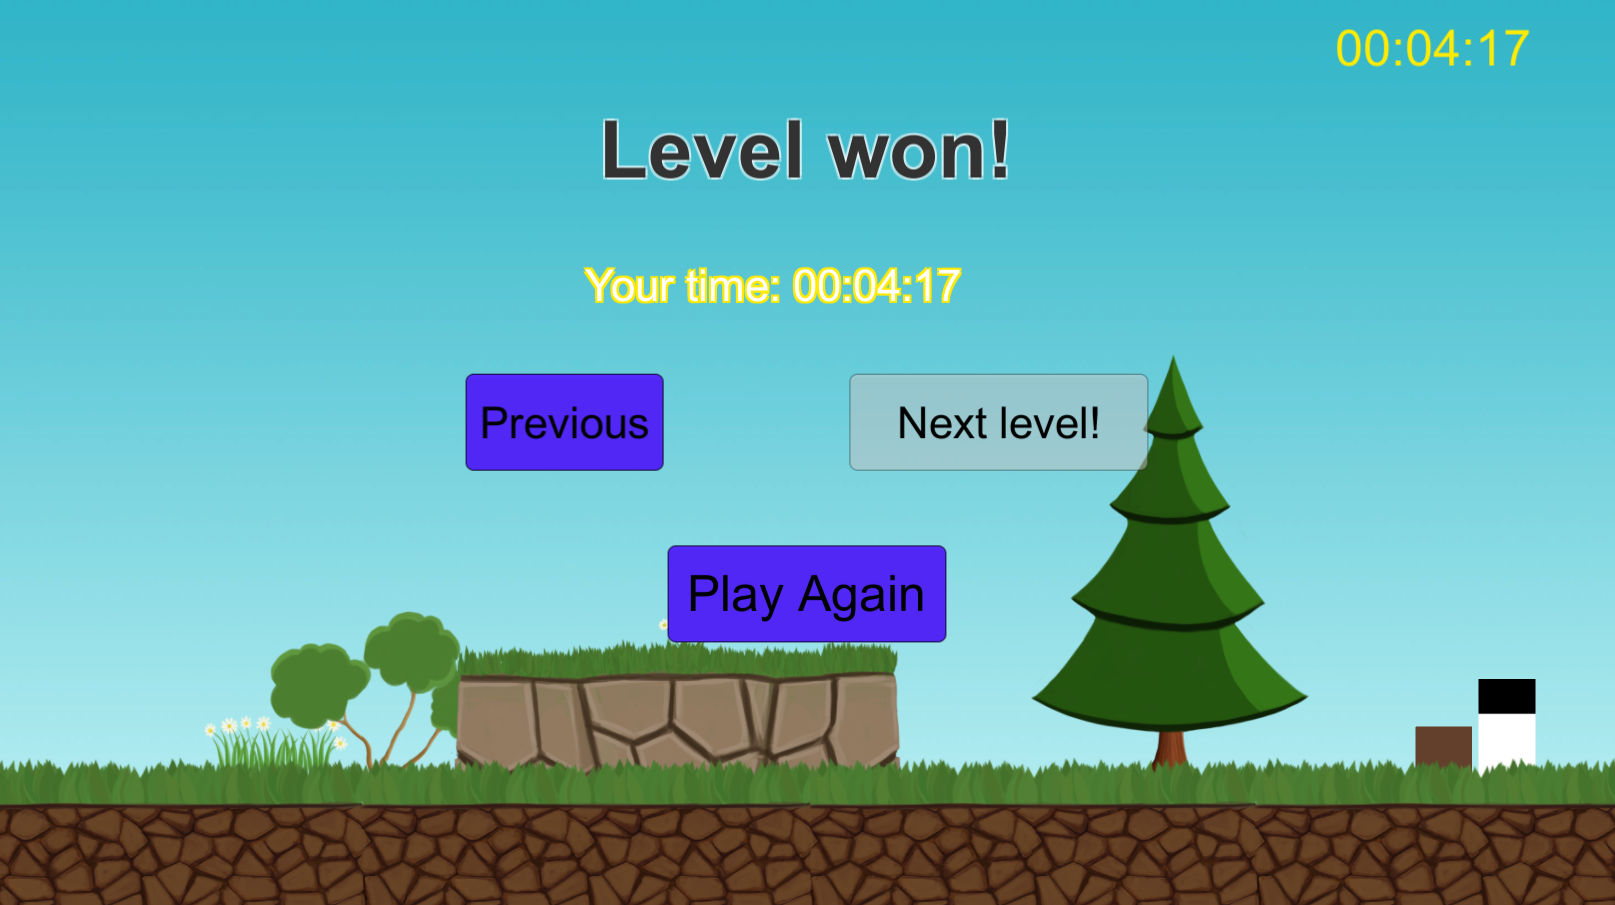 00:04:17
Level won!
Your time: 00:04:17
Previous
Next level!
Play Again